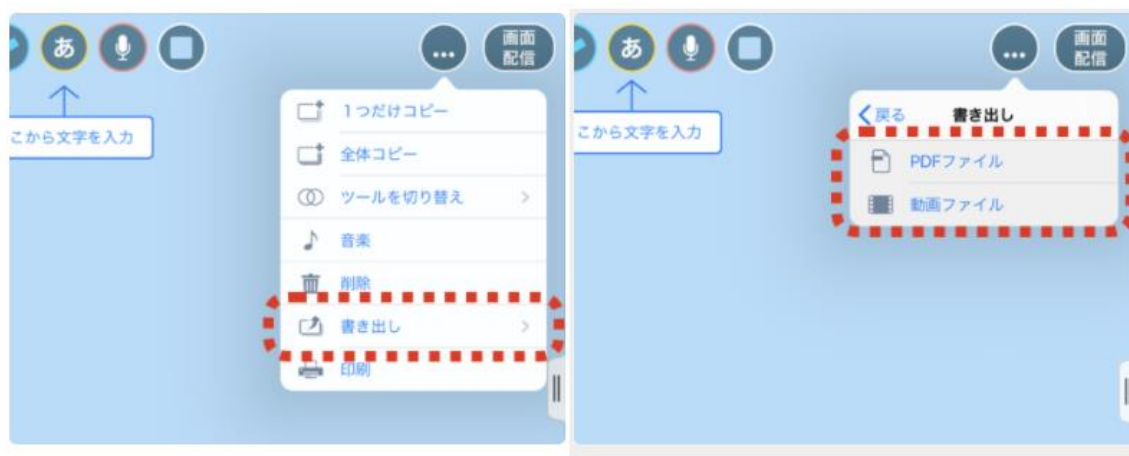 あ
...
画面
配信
こから文字を入力
1つだけコピー
全体コピー
ツールを切り替え
音楽
削除
書き出し
印刷
あ
...
画面
配信
こから文字を入力
戻る 書き出し
PDFファイル
動画ファイル